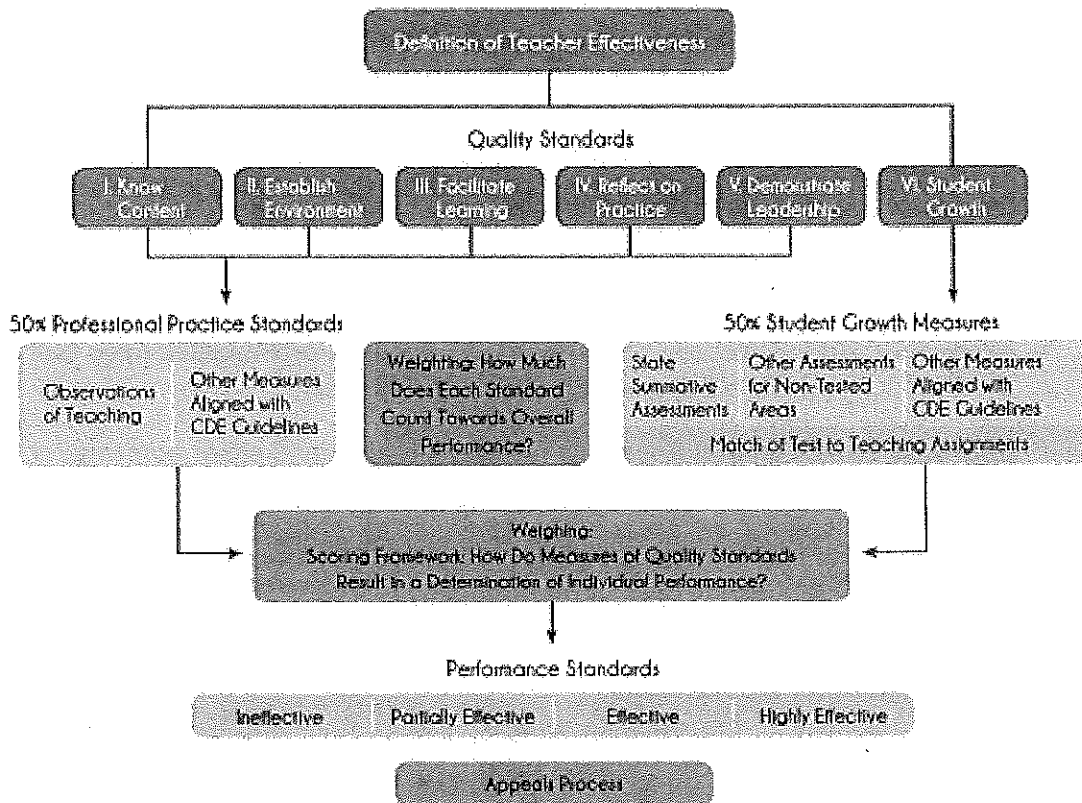 Definition of Teacher Effectiveness
Quality Standards
I. Know
Content
II. Establish
Environment
III. Facilitate
Learning
IV. Reflect on
Practice
V. Demonstrate
Leadership
VI. Student
Growth
50% Professional Practice Standards
Observations
of Teaching
Other Measures
Aligned with
CDE Guidelines
Weighting: How Much
Does Each Standard
Count Towards Overall
Performance?
50% Student Growth Measures
State
Summative
Assessments
Other Assessments
for Non-Tested
Areas
Other Measures
Aligned with
CDE Guidelines
Match of Test to Teaching Assignments
Weighing:
Scoring Framework: How Do Measures of Quality Standards
Result in a Determination of Individual Performance?
Performance Standards
Ineffective
Partially Effective
Effective
Highly Effective
Appeals Process